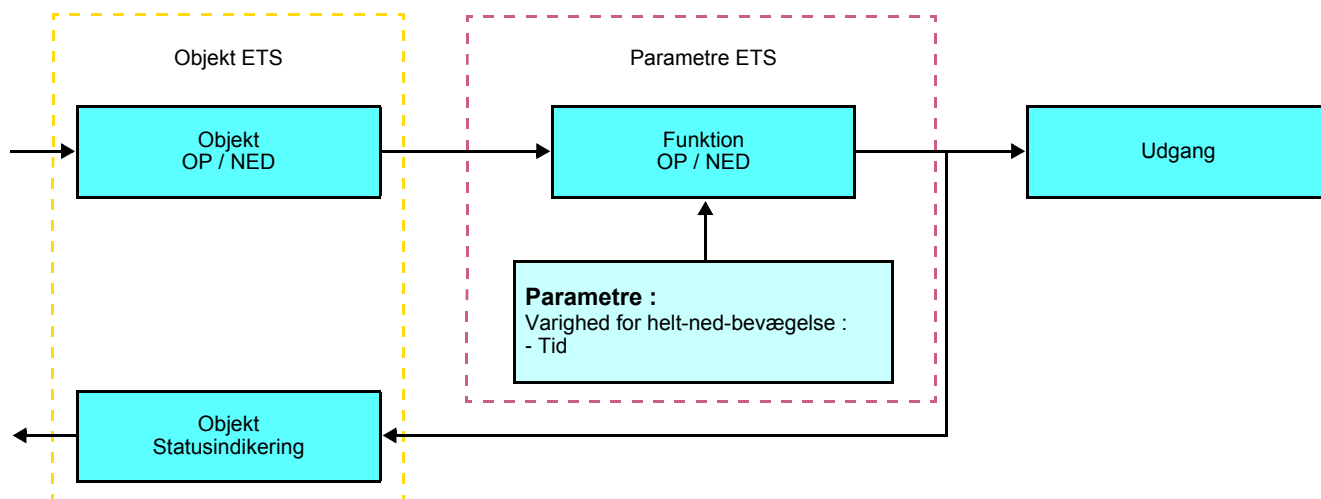 Objekt ETS
Parametre ETS
Objekt
OP / NED
Funktion
OP / NED
Udgang
Parametre :
Varighed for helt-ned-bevægelse :
- Tid
Objekt
Statusindikering